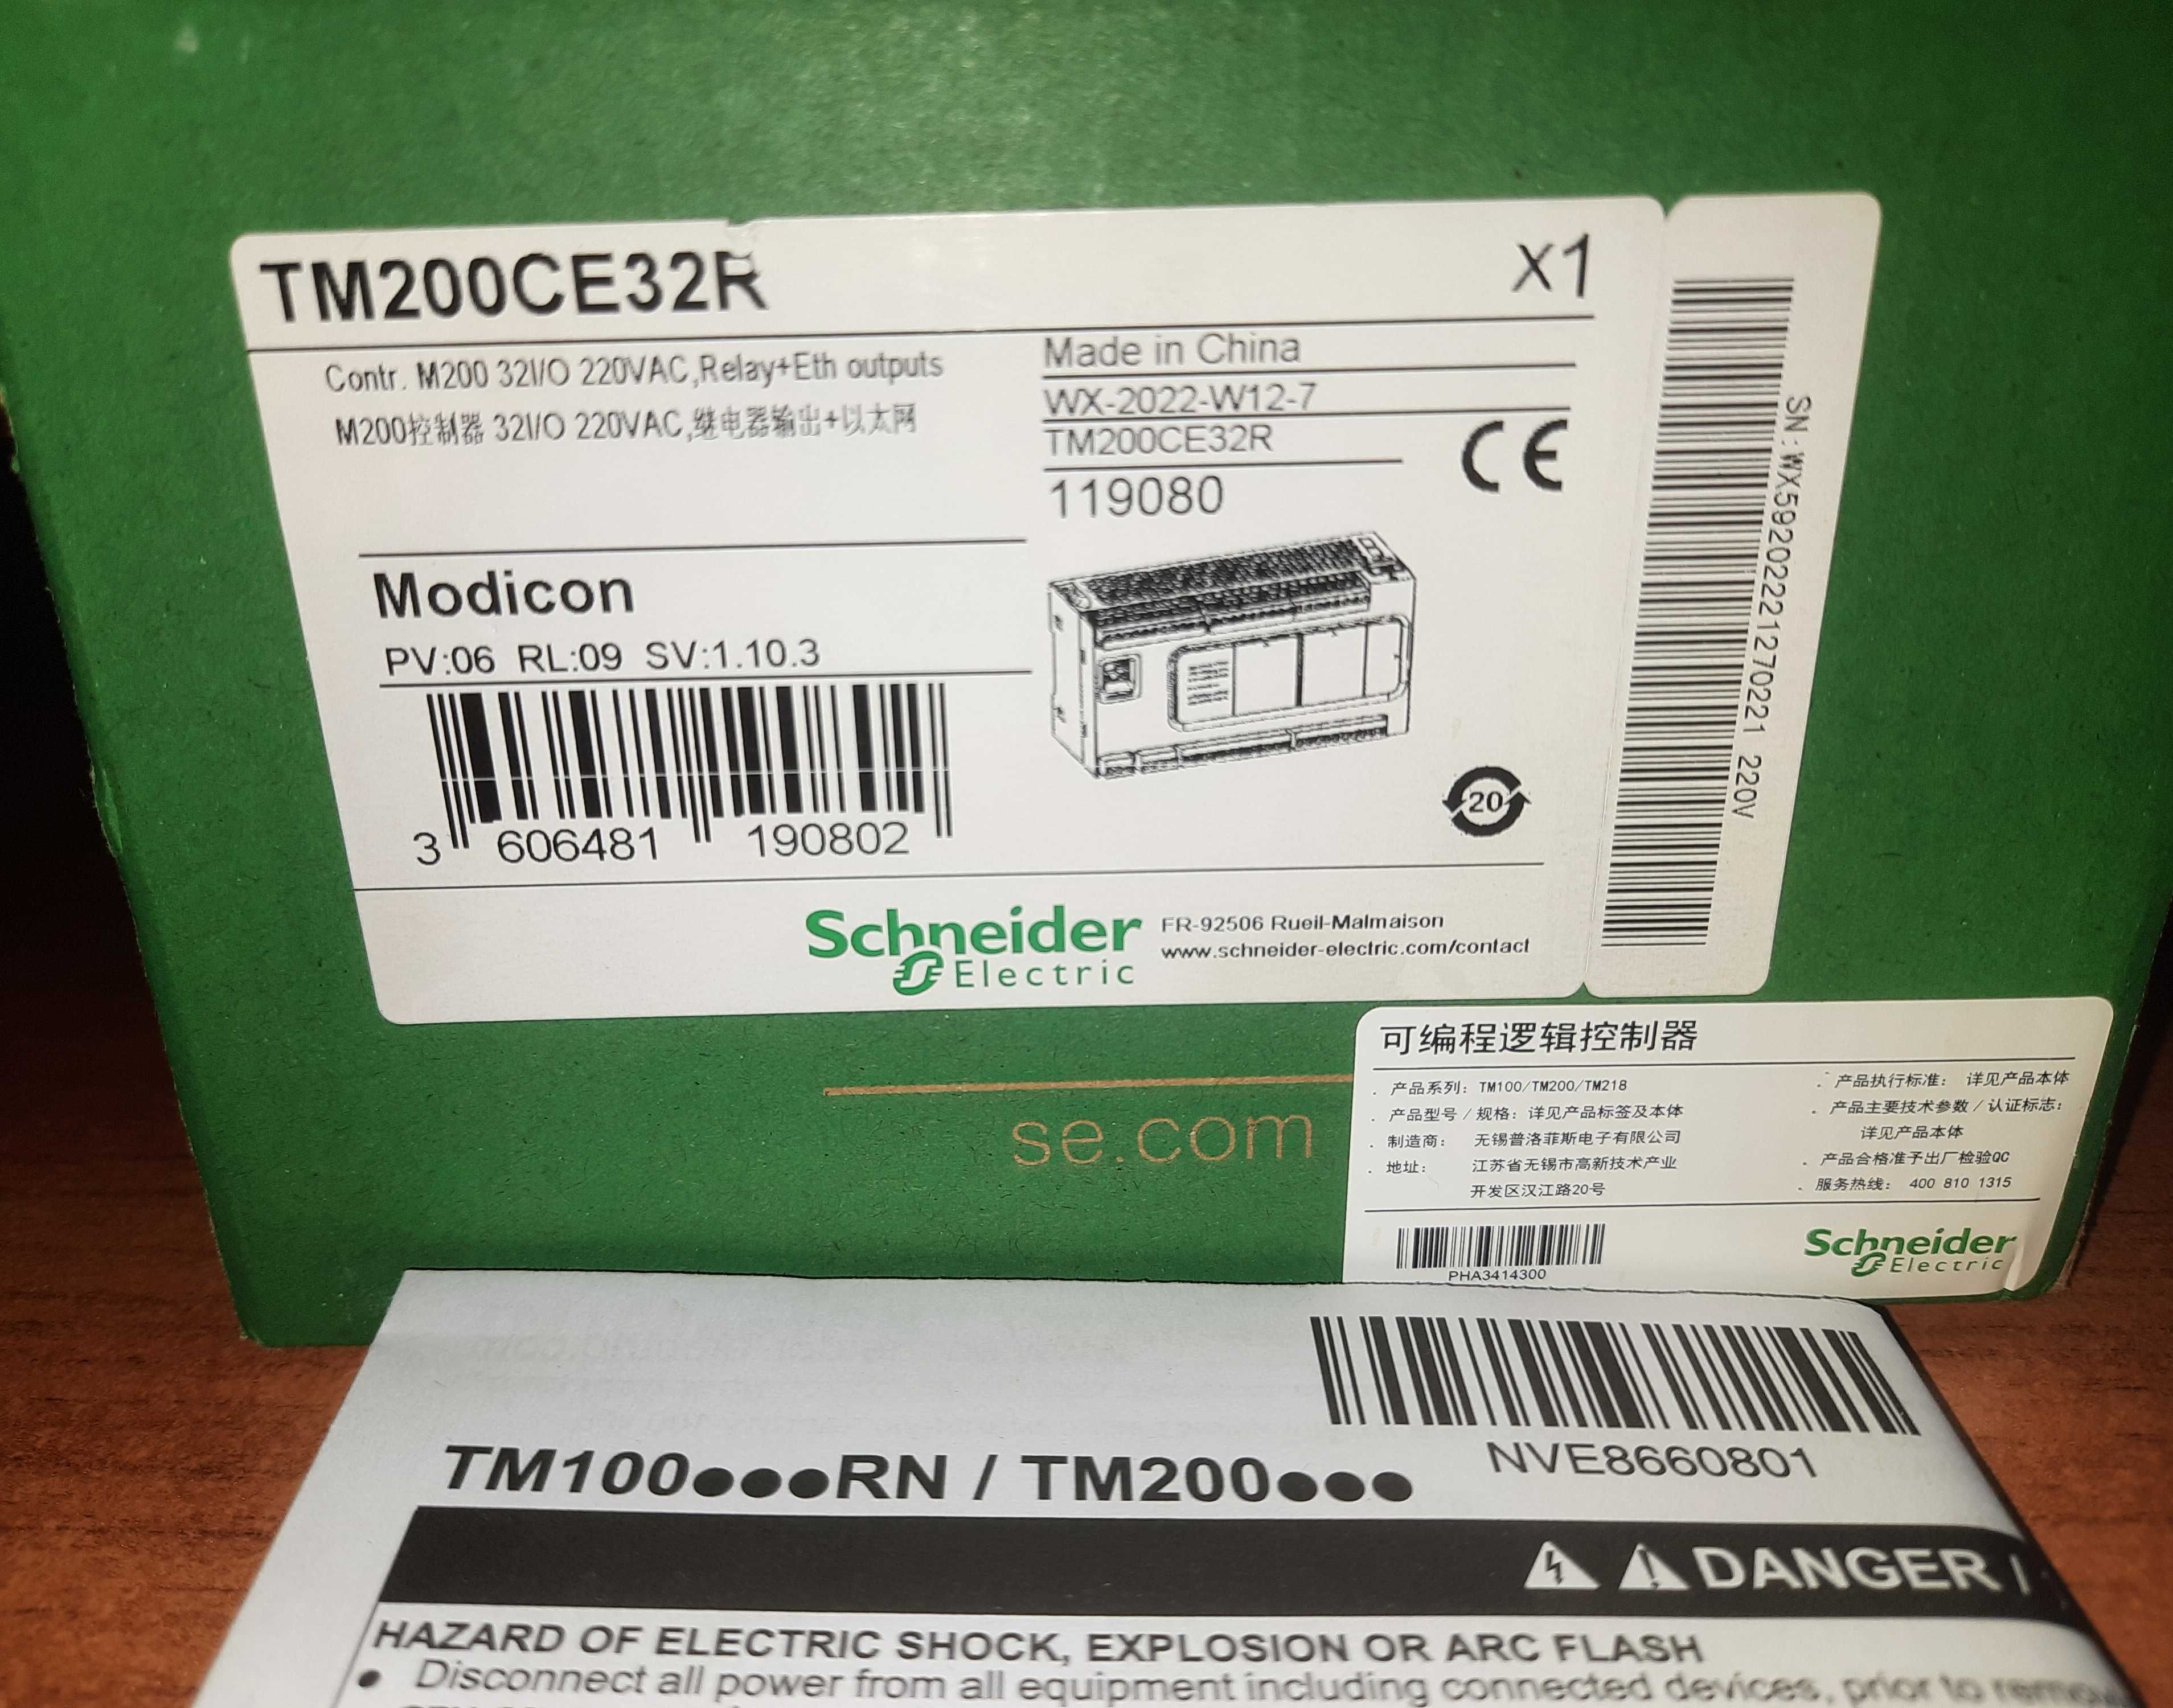 TM200CE32R
X1
Contr. M200 32I/O 220VAC,Relay+Eth outputs
M200控制器 32I/O 220VAC,继电器输出+以太网
Made in China
WX-2022-W12-7
TM200CE32R
119080
CE
Modicon
PV:06 RL:09 SV:1.10.3
3 606481 190802
20
Schneider
Electric
FR-92506 Rueil-Malmaison
www.schneider-electric.com/contact
SN:WX59202221270221 220V
se.com
可编程逻辑控制器
. 产品系列: TM100/TM200/TM218
. 产品型号/规格: 详见产品标签及本体
. 制造商: 无锡普洛菲斯电子有限公司
. 地址: 江苏省无锡市高新技术产业
开发区汉江路20号
. 产品执行标准: 详见产品本体
. 产品主要技术参数/认证标志:
详见产品本体
. 产品合格准予出厂检验QC
. 服务热线: 400 810 1315
PHA3414300
Schneider
Electric
NVE8660801
TM100●●●RN / TM200●●●
DANGER /
HAZARD OF ELECTRIC SHOCK, EXPLOSION OR ARC FLASH
● Disconnect all power from all equipment including connected devices, prior to